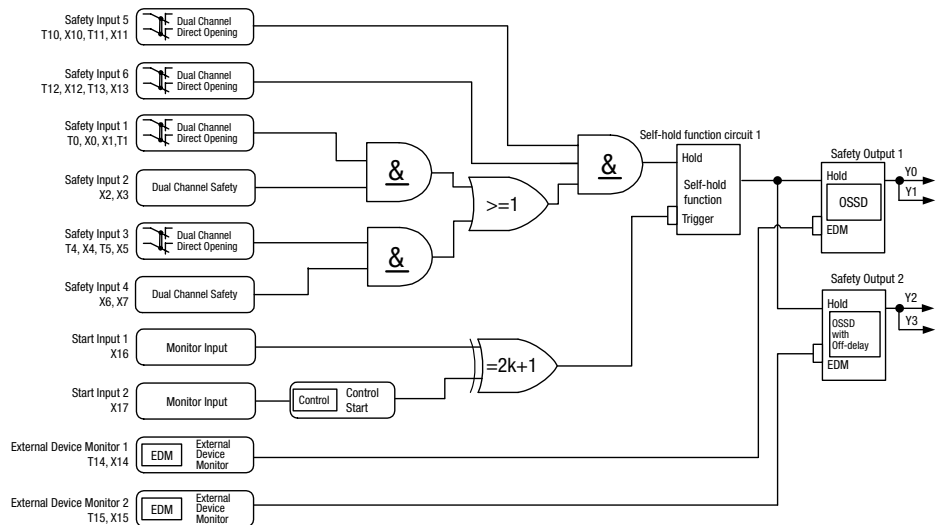 Safety Input 5
T10, X10, T11, X11
Dual Channel
Direct Opening
Safety Input 6
T12, X12, T13, X13
Dual Channel
Direct Opening
Safety Input 1
T0, X0, X1,T1
Dual Channel
Direct Opening
Safety Input 2
X2, X3
Dual Channel Safety
Safety Input 3
T4, X4, T5, X5
Dual Channel
Direct Opening
Safety Input 4
X6, X7
Dual Channel Safety
Start Input 1
X16
Monitor Input
Start Input 2
X17
Monitor Input
Control
Control
Start
External Device Monitor 1
T14, X14
EDM
External
Device
Monitor
External Device Monitor 2
T15, X15
EDM
External
Device
Monitor
&
&
>=1
=2k+1
&
Self-hold function circuit 1
Hold
Self-hold
function
Trigger
Safety Output 1
Hold
OSSD
EDM
Y0
Y1
Safety Output 2
Hold
OSSD
with
Off-delay
EDM
Y2
Y3